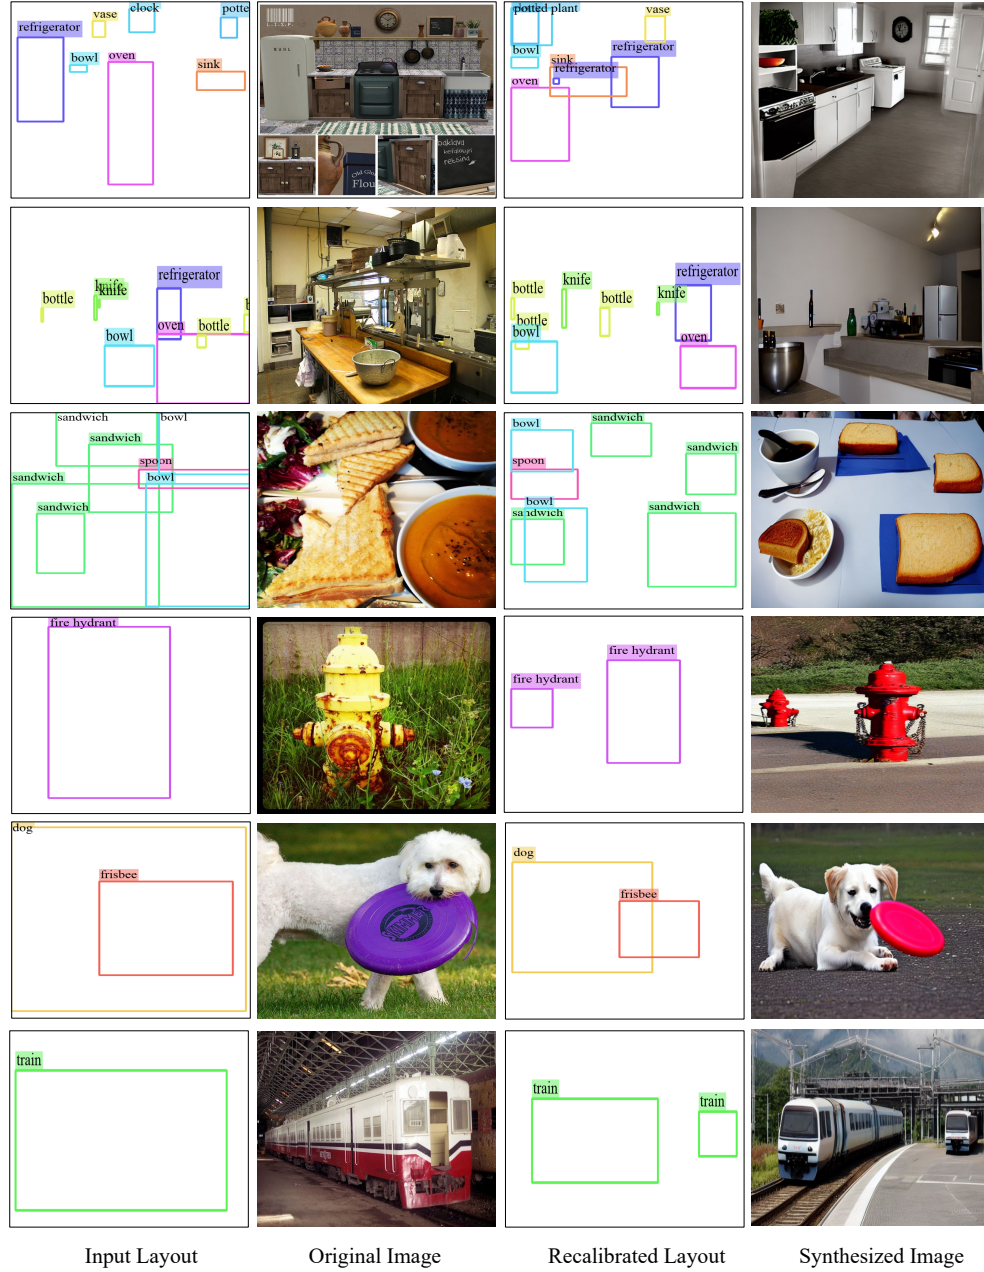 refrigerator
vase
clock
potte
bowl
oven
sink
potted plant
bowl
sink
refrigerator
refrigerator
vase
oven
bottle
knife
knife
refrigerator
oven
bottle
bowl
bottle
bottle
bowl
knife
bottle
knife
refrigerator
oven
sandwich
bowl
sandwich
spoon
sandwich
bowl
sandwich
bowl
sandwich
spoon
sandwich
bowl
sandwich
sandwich
fire hydrant
fire hydrant
fire hydrant
dog
frisbee
dog
frisbee
train
train
train
Input Layout
Original Image
Recalibrated Layout
Synthesized Image